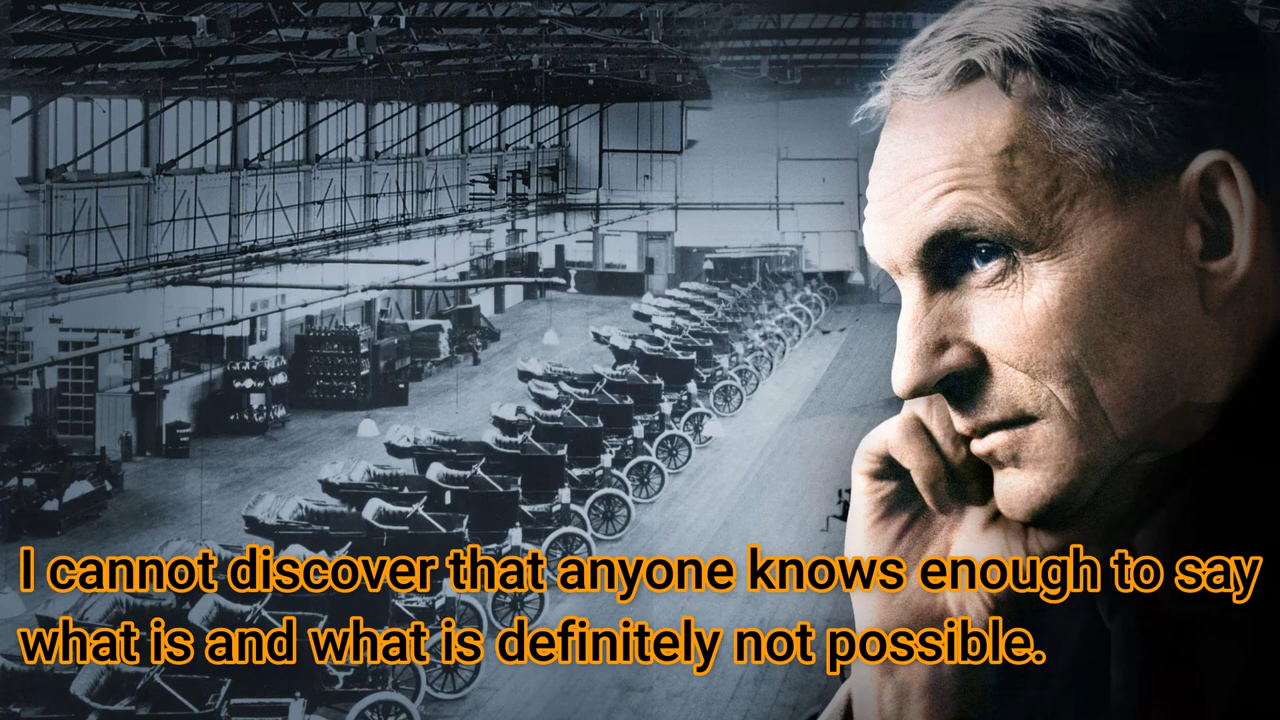 I cannot discover that anyone knows enough to say
what is and what is definitely not possible.